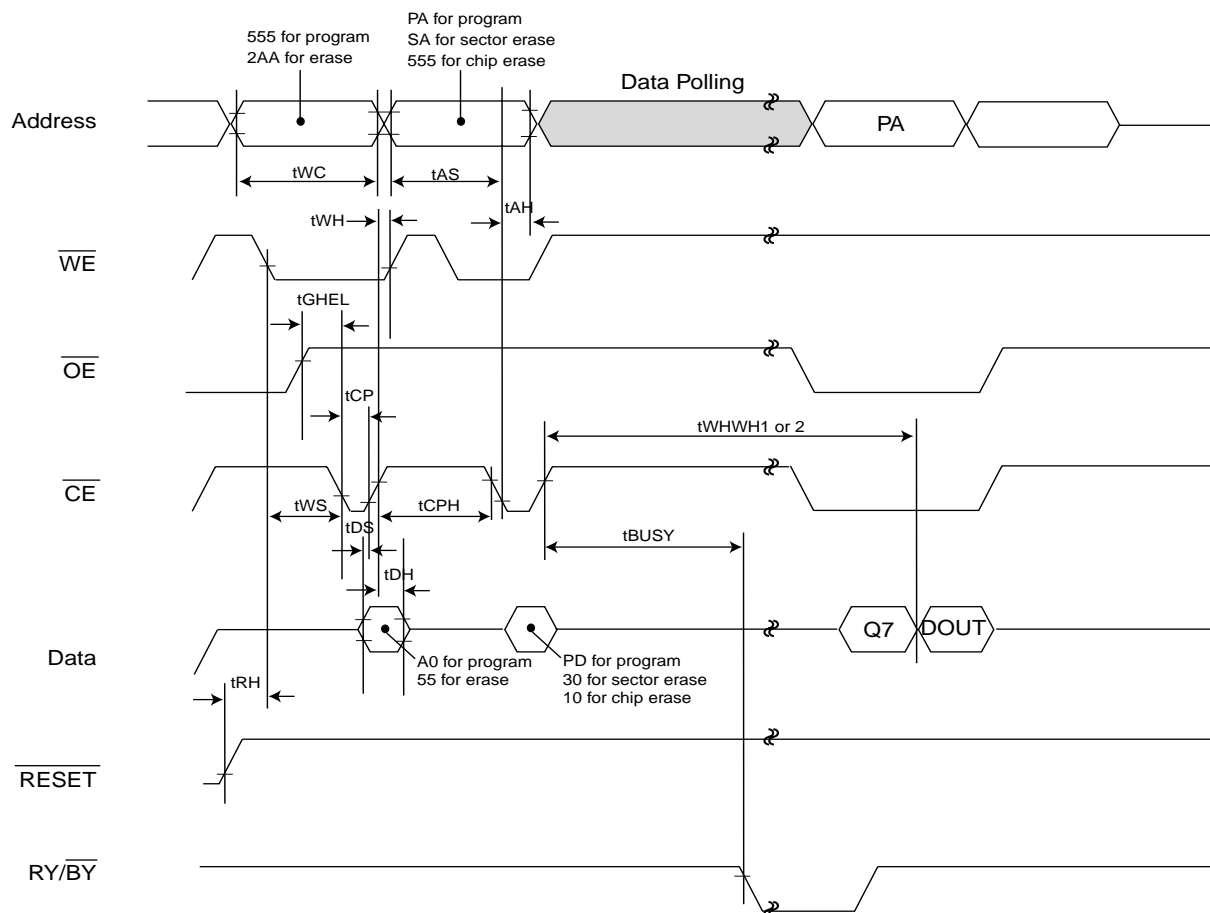 555 for program
2AA for erase
PA for program
SA for sector erase
555 for chip erase
Data Polling
Address
PA
tWC
tAS
tAH
tWH
WE
tGHEL
OE
tCP
tWHWH1 or 2
CE
tWS
tCPH
tDS
tBUSY
tDH
Q7
DOUT
Data
A0 for program
55 for erase
PD for program
30 for sector erase
10 for chip erase
tRH
RESET
RY/BY